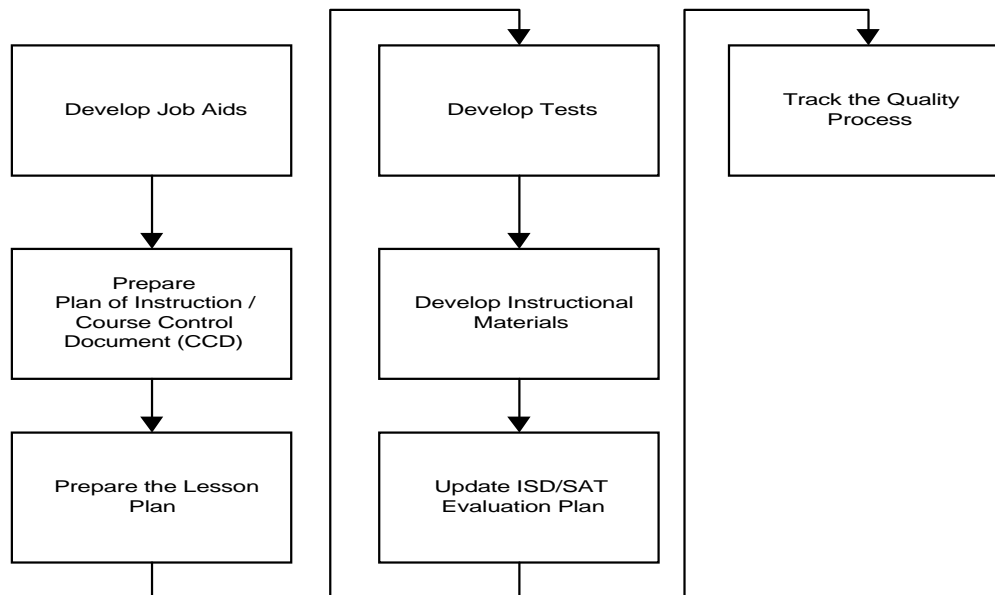 Develop Job Aids
Prepare
Plan of Instruction /
Course Control
Document (CCD)
Prepare the Lesson
Plan
Develop Tests
Develop Instructional
Materials
Update ISD/SAT
Evaluation Plan
Track the Quality
Process